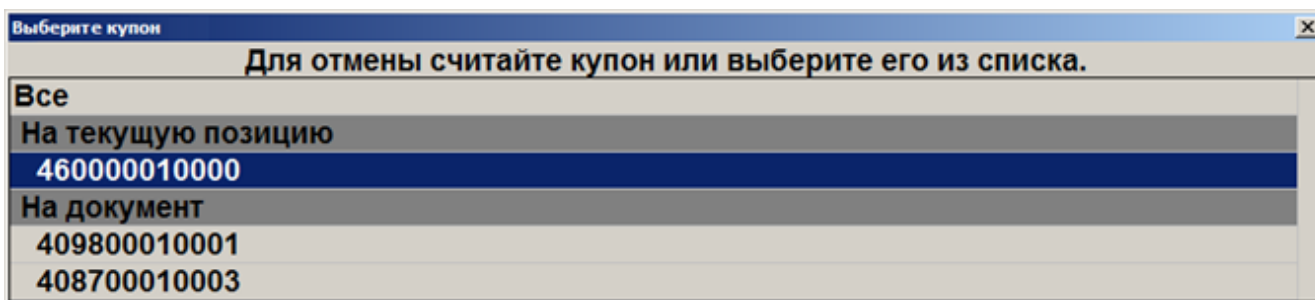 Выберите купон
Для отмены считайте купон или выберите его из списка.
Все
На текущую позицию
460000010000
На документ
409800010001
408700010003